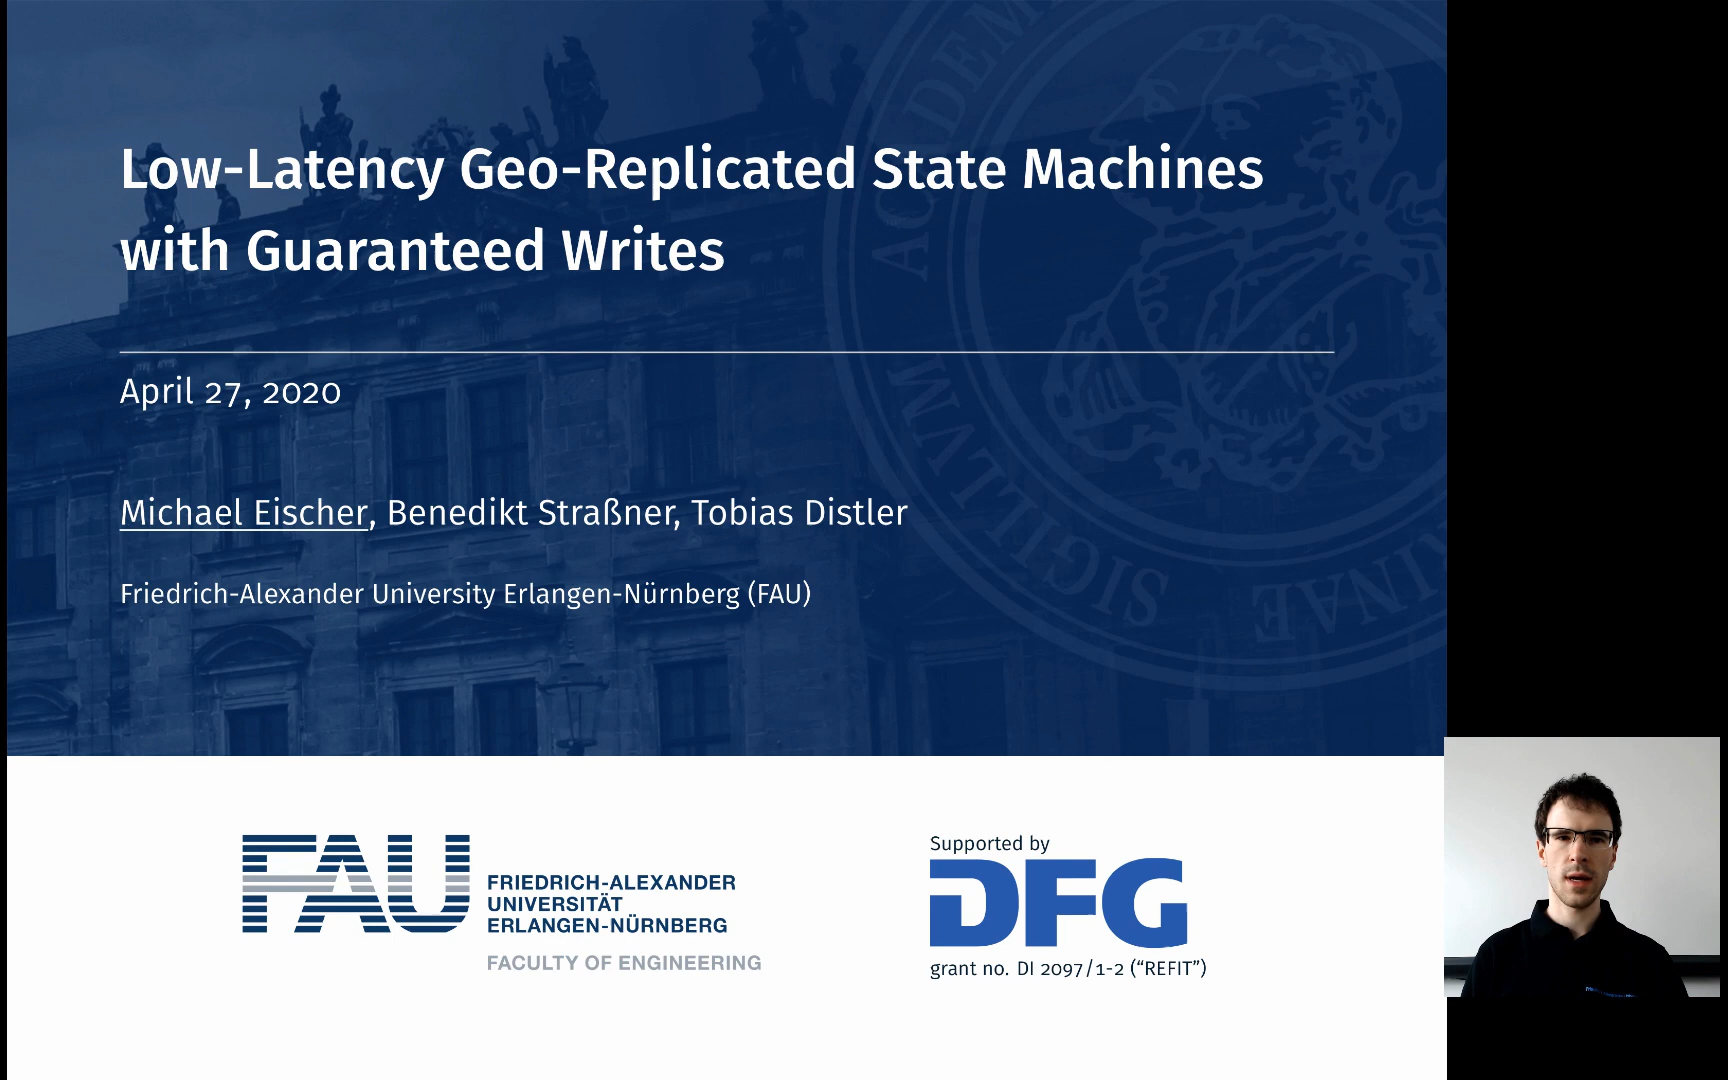 Low-Latency Geo-Replicated State Machines
with Guaranteed Writes
April 27, 2020
Michael Eischer, Benedikt Straßner, Tobias Distler
Friedrich-Alexander University Erlangen-Nürnberg (FAU)
FAU
FRIEDRICH-ALEXANDER
UNIVERSITÄT
ERLANGEN-NÜRNBERG
FACULTY OF ENGINEERING
Supported by
DFG
grant no. DI 2097/1-2 (“REFIT”)